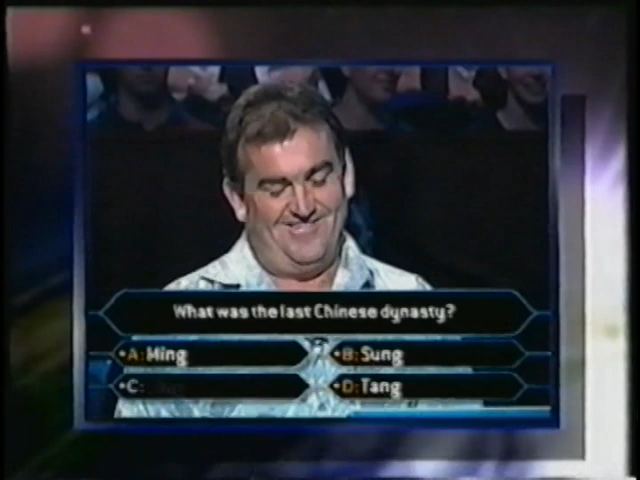 What was the last Chinese dynasty?
A: Ming
B: Sung
C:
D: Tang